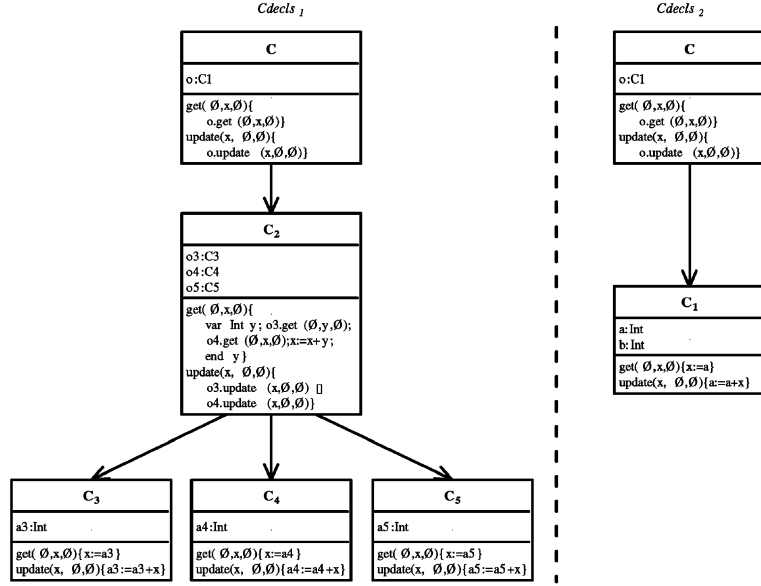 Cdecls 1
C
o:C1
get( Ø,x,Ø){
o.get (Ø,x,Ø)}
update(x, Ø,Ø){
o.update (x,Ø,Ø)}
C2
o3:C3
o4:C4
o5:C5
get( Ø,x,Ø){
var Int y; o3.get (Ø,y,Ø);
o4.get (Ø,x,Ø);x:=x+y;
end y}
update(x, Ø,Ø){
o3.update (x,Ø,Ø) []
o4.update (x,Ø,Ø)}
C3
a3:Int
get( Ø,x,Ø){x:=a3}
update(x, Ø,Ø){a3:=a3+x}
C4
a4:Int
get( Ø,x,Ø){x:=a4}
update(x, Ø,Ø){a4:=a4+x}
C5
a5:Int
get( Ø,x,Ø){x:=a5}
update(x, Ø,Ø){a5:=a5+x}
Cdecls 2
C
o:C1
get( Ø,x,Ø){
o.get (Ø,x,Ø)}
update(x, Ø,Ø){
o.update (x,Ø,Ø)}
C1
a:Int
b:Int
get( Ø,x,Ø){x:=a}
update(x, Ø,Ø){a:=a+x}